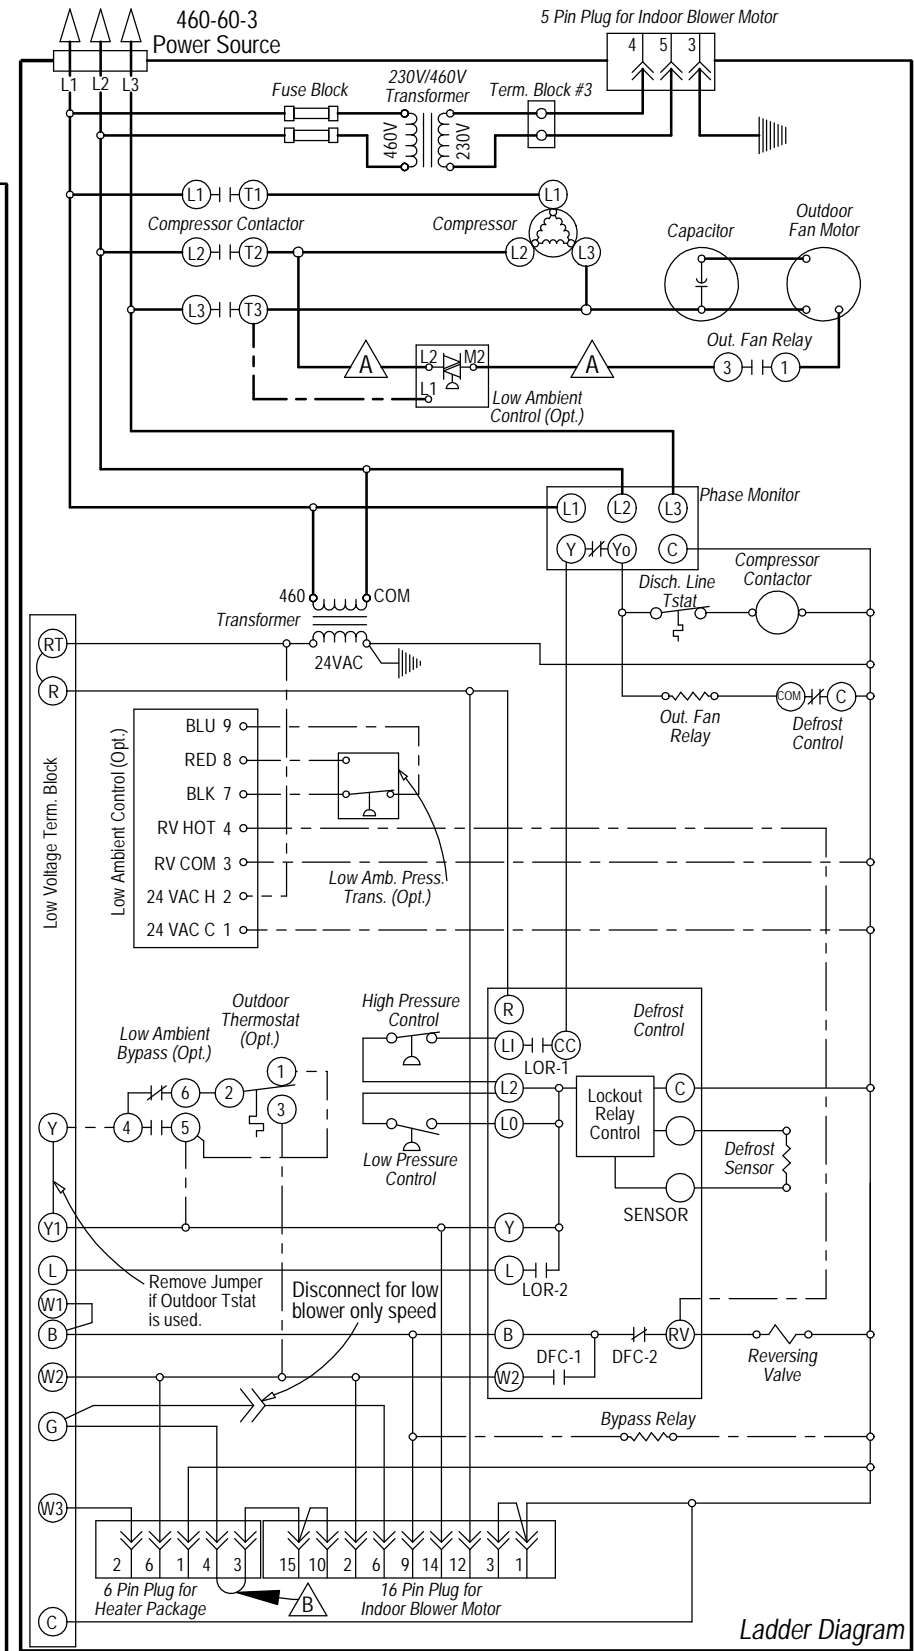 460-60-3
Power Source
5 Pin Plug for Indoor Blower Motor
4 5 3
L1 L2 L3
Fuse Block
230V/460V
Transformer
Term. Block #3
460V
230V
L1 T1
L1
Compressor Contactor
Compressor
Capacitor
Outdoor
Fan Motor
L2 T2
L2 L3
L3 T3
Out. Fan Relay
A
L2 M2
L1
A
3 1
Low Ambient
Control (Opt.)
Phase Monitor
L1 L2 L3
Y Yo C
Compressor
Contactor
Disch. Line
Tstat
460 COM
Transformer
24VAC
RT
R
Out. Fan
Relay
COM C
Defrost
Control
Low Voltage Term. Block
Low Ambient Control (Opt.)
BLU 9
RED 8
BLK 7
RV HOT 4
RV COM 3
24 VAC H 2
24 VAC C 1
Low Amb. Press.
Trans. (Opt.)
Low Ambient
Bypass (Opt.)
Outdoor
Thermostat
(Opt.)
6 2 1
3
Y 4 5
High Pressure
Control
Low Pressure
Control
R
Defrost
Control
LI CC
LOR-1
L2
L0
Lockout
Relay
Control
C
Defrost
Sensor
SENSOR
Y1
Y
L
L
LOR-2
Remove Jumper
if Outdoor Tstat
is used.
Disconnect for low
blower only speed
W1
B
B
DFC-1 DFC-2
RV
Reversing
Valve
W2
W2
G
Bypass Relay
W3
2 6 1 4 3
15 10 2 6 9 14 12 3 1
6 Pin Plug for
Heater Package
B
16 Pin Plug for
Indoor Blower Motor
C
Ladder Diagram